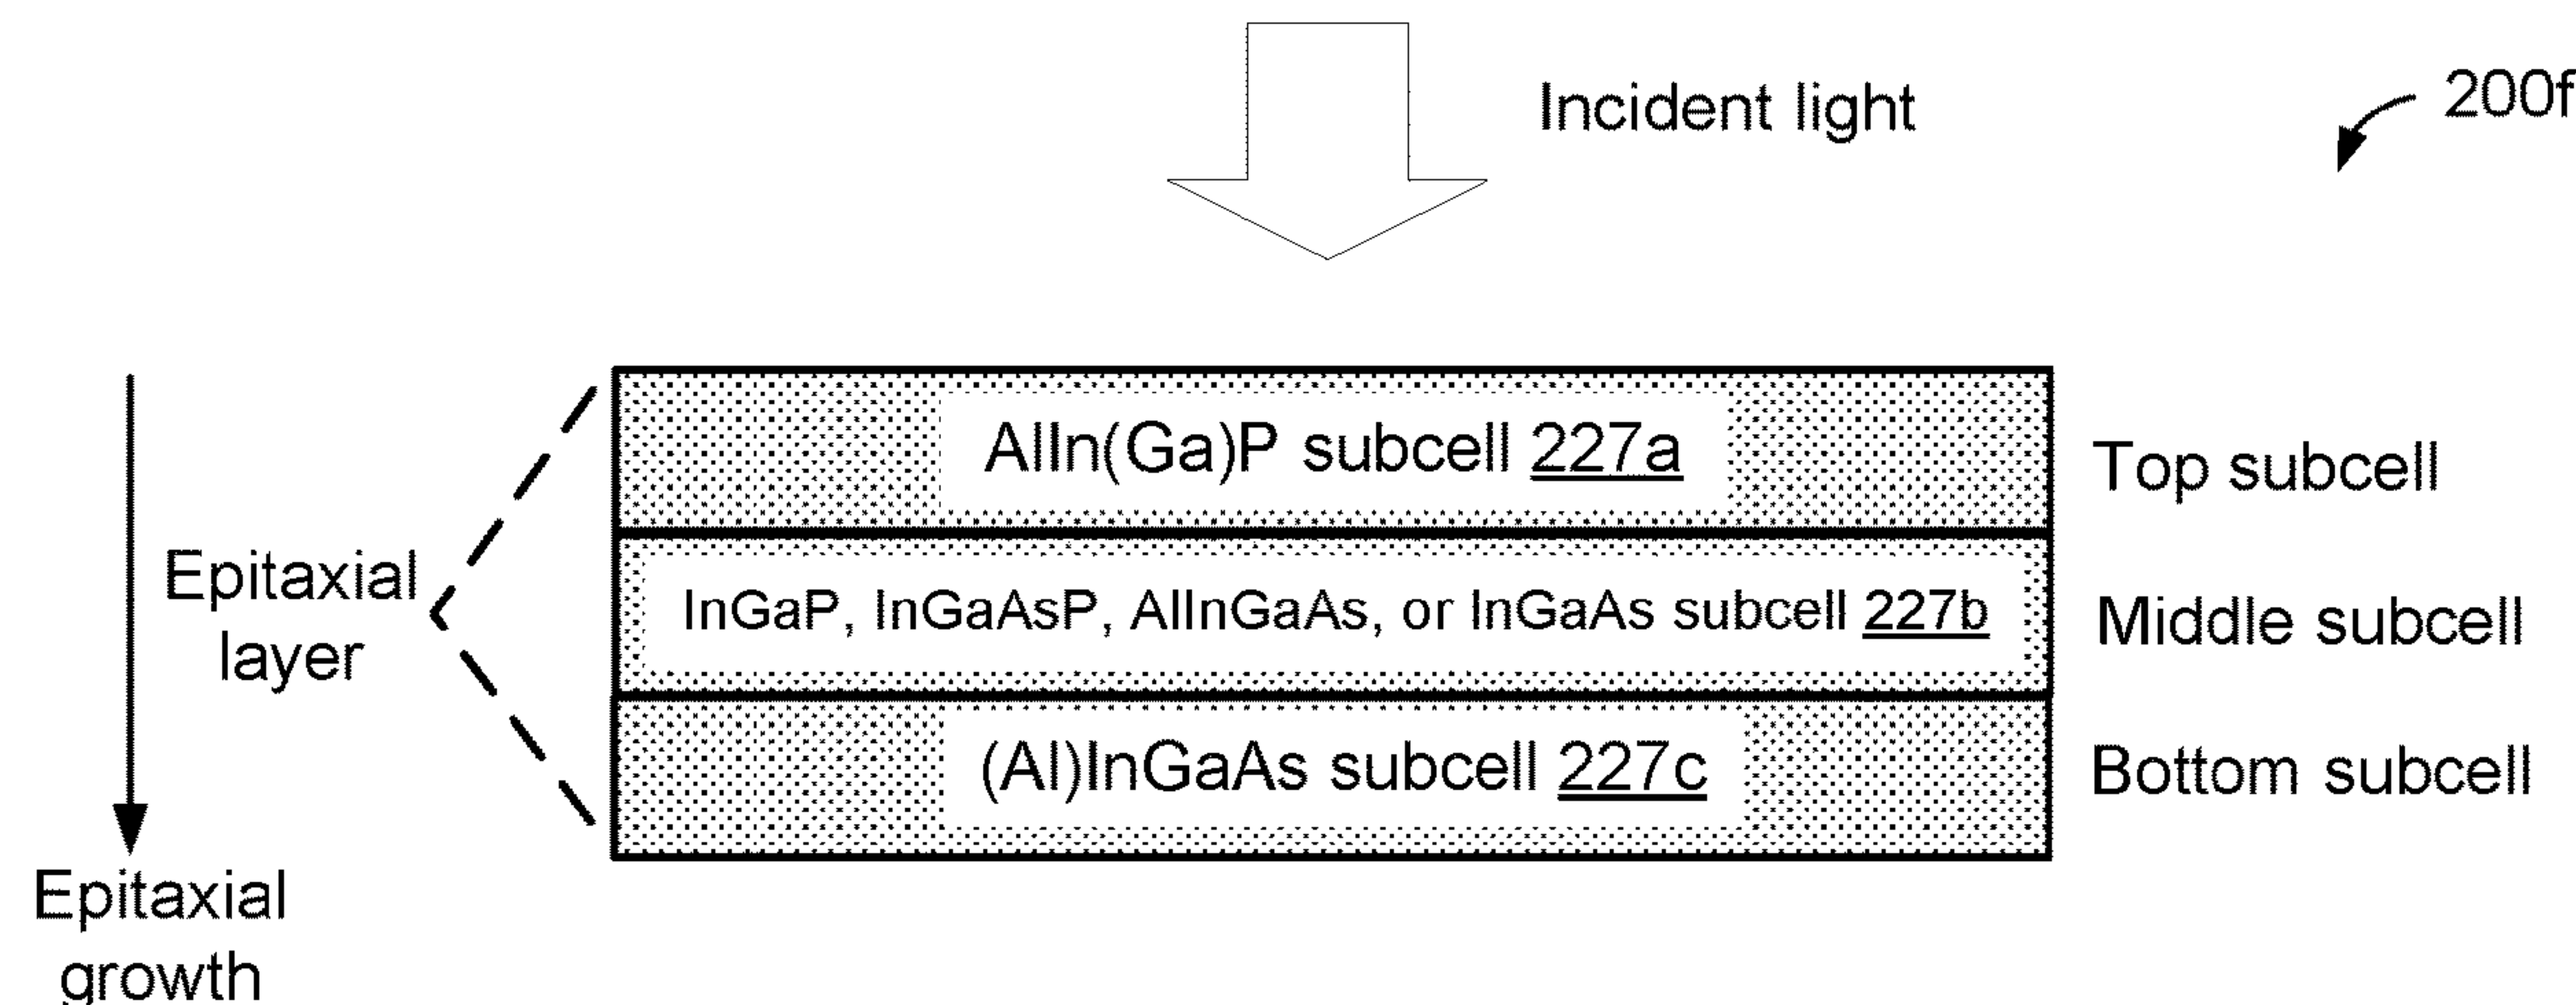 Incident light
200f
AlIn(Ga)P subcell 227a
Top subcell
Epitaxial
layer
InGaP, InGaAsP, AlInGaAs, or InGaAs subcell 227b
Middle subcell
(Al)InGaAs subcell 227c
Bottom subcell
Epitaxial
growth